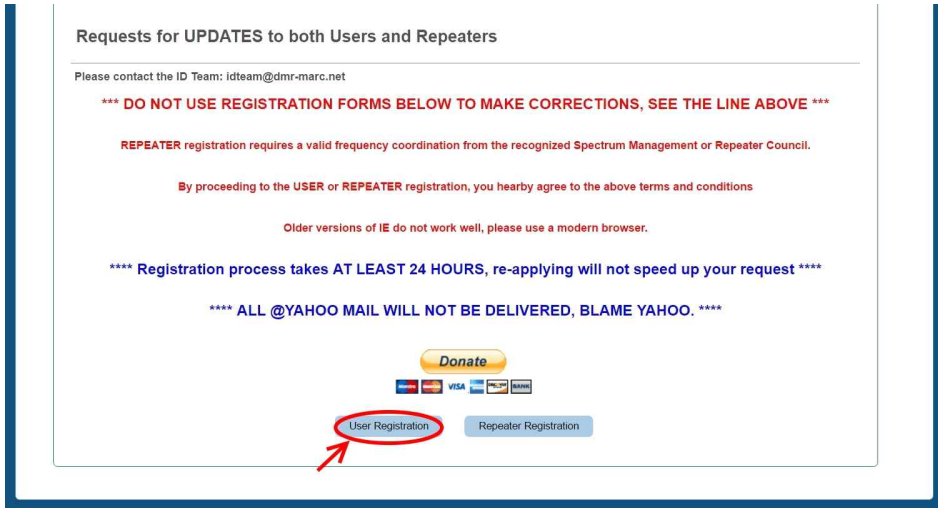 Requests for UPDATES to both Users and Repeaters
Please contact the ID Team: idteam@dmr-marc.net
*** DO NOT USE REGISTRATION FORMS BELOW TO MAKE CORRECTIONS, SEE THE LINE ABOVE ***
REPEATER registration requires a valid frequency coordination from the recognized Spectrum Management or Repeater Council.
By proceeding to the USER or REPEATER registration, you hearby agree to the above terms and conditions
Older versions of IE do not work well, please use a modern browser.
**** Registration process takes AT LEAST 24 HOURS, re-applying will not speed up your request ****
**** ALL @YAHOO MAIL WILL NOT BE DELIVERED, BLAME YAHOO. ****
Donate
VISA BANK
User Registration Repeater Registration